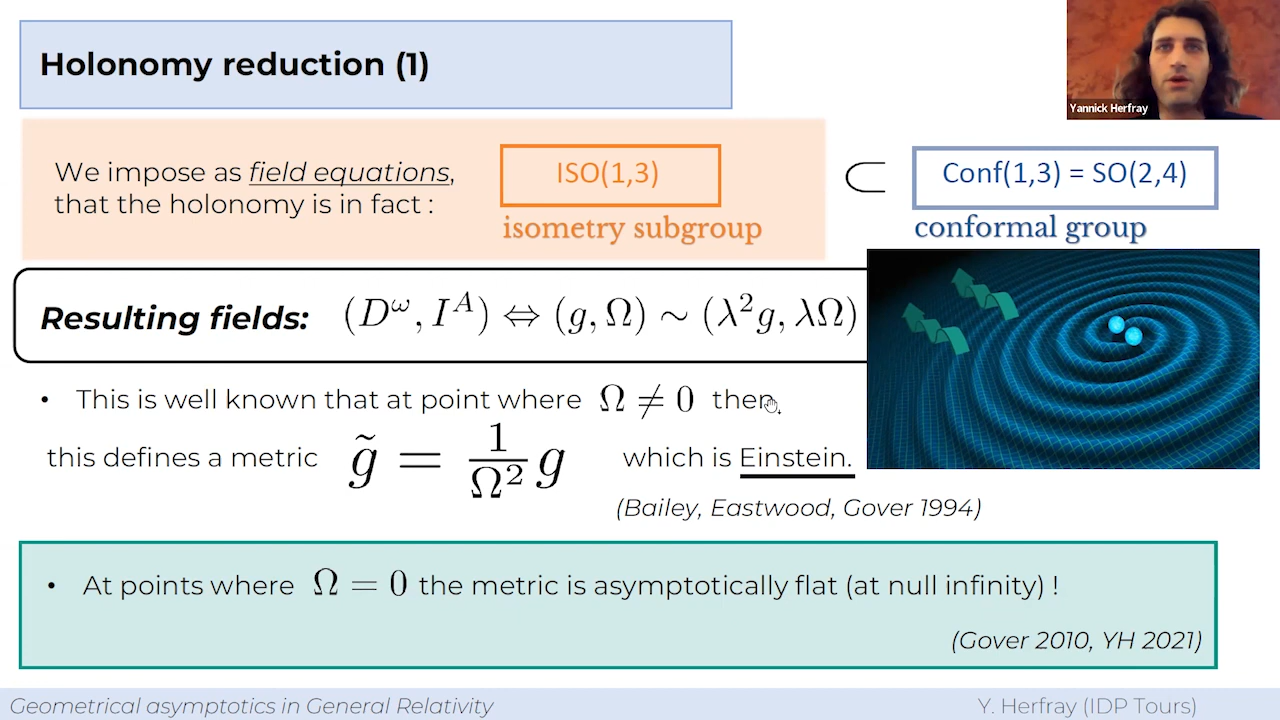 Holonomy reduction (1)
Yannick Herfray
We impose as field equations,
that the holonomy is in fact :
ISO(1,3)
isometry subgroup
⊂
Conf(1,3) = SO(2,4)
conformal group
Resulting fields: (D^ω, I^A) ⇔ (g, Ω) ∼ (λ²g, λΩ)
• This is well known that at point where Ω ≠ 0 then,
this defines a metric g̃ = 1/Ω² g which is Einstein.
(Bailey, Eastwood, Gover 1994)
• At points where Ω = 0 the metric is asymptotically flat (at null infinity) !
(Gover 2010, YH 2021)
Geometrical asymptotics in General Relativity
Y. Herfray (IDP Tours)